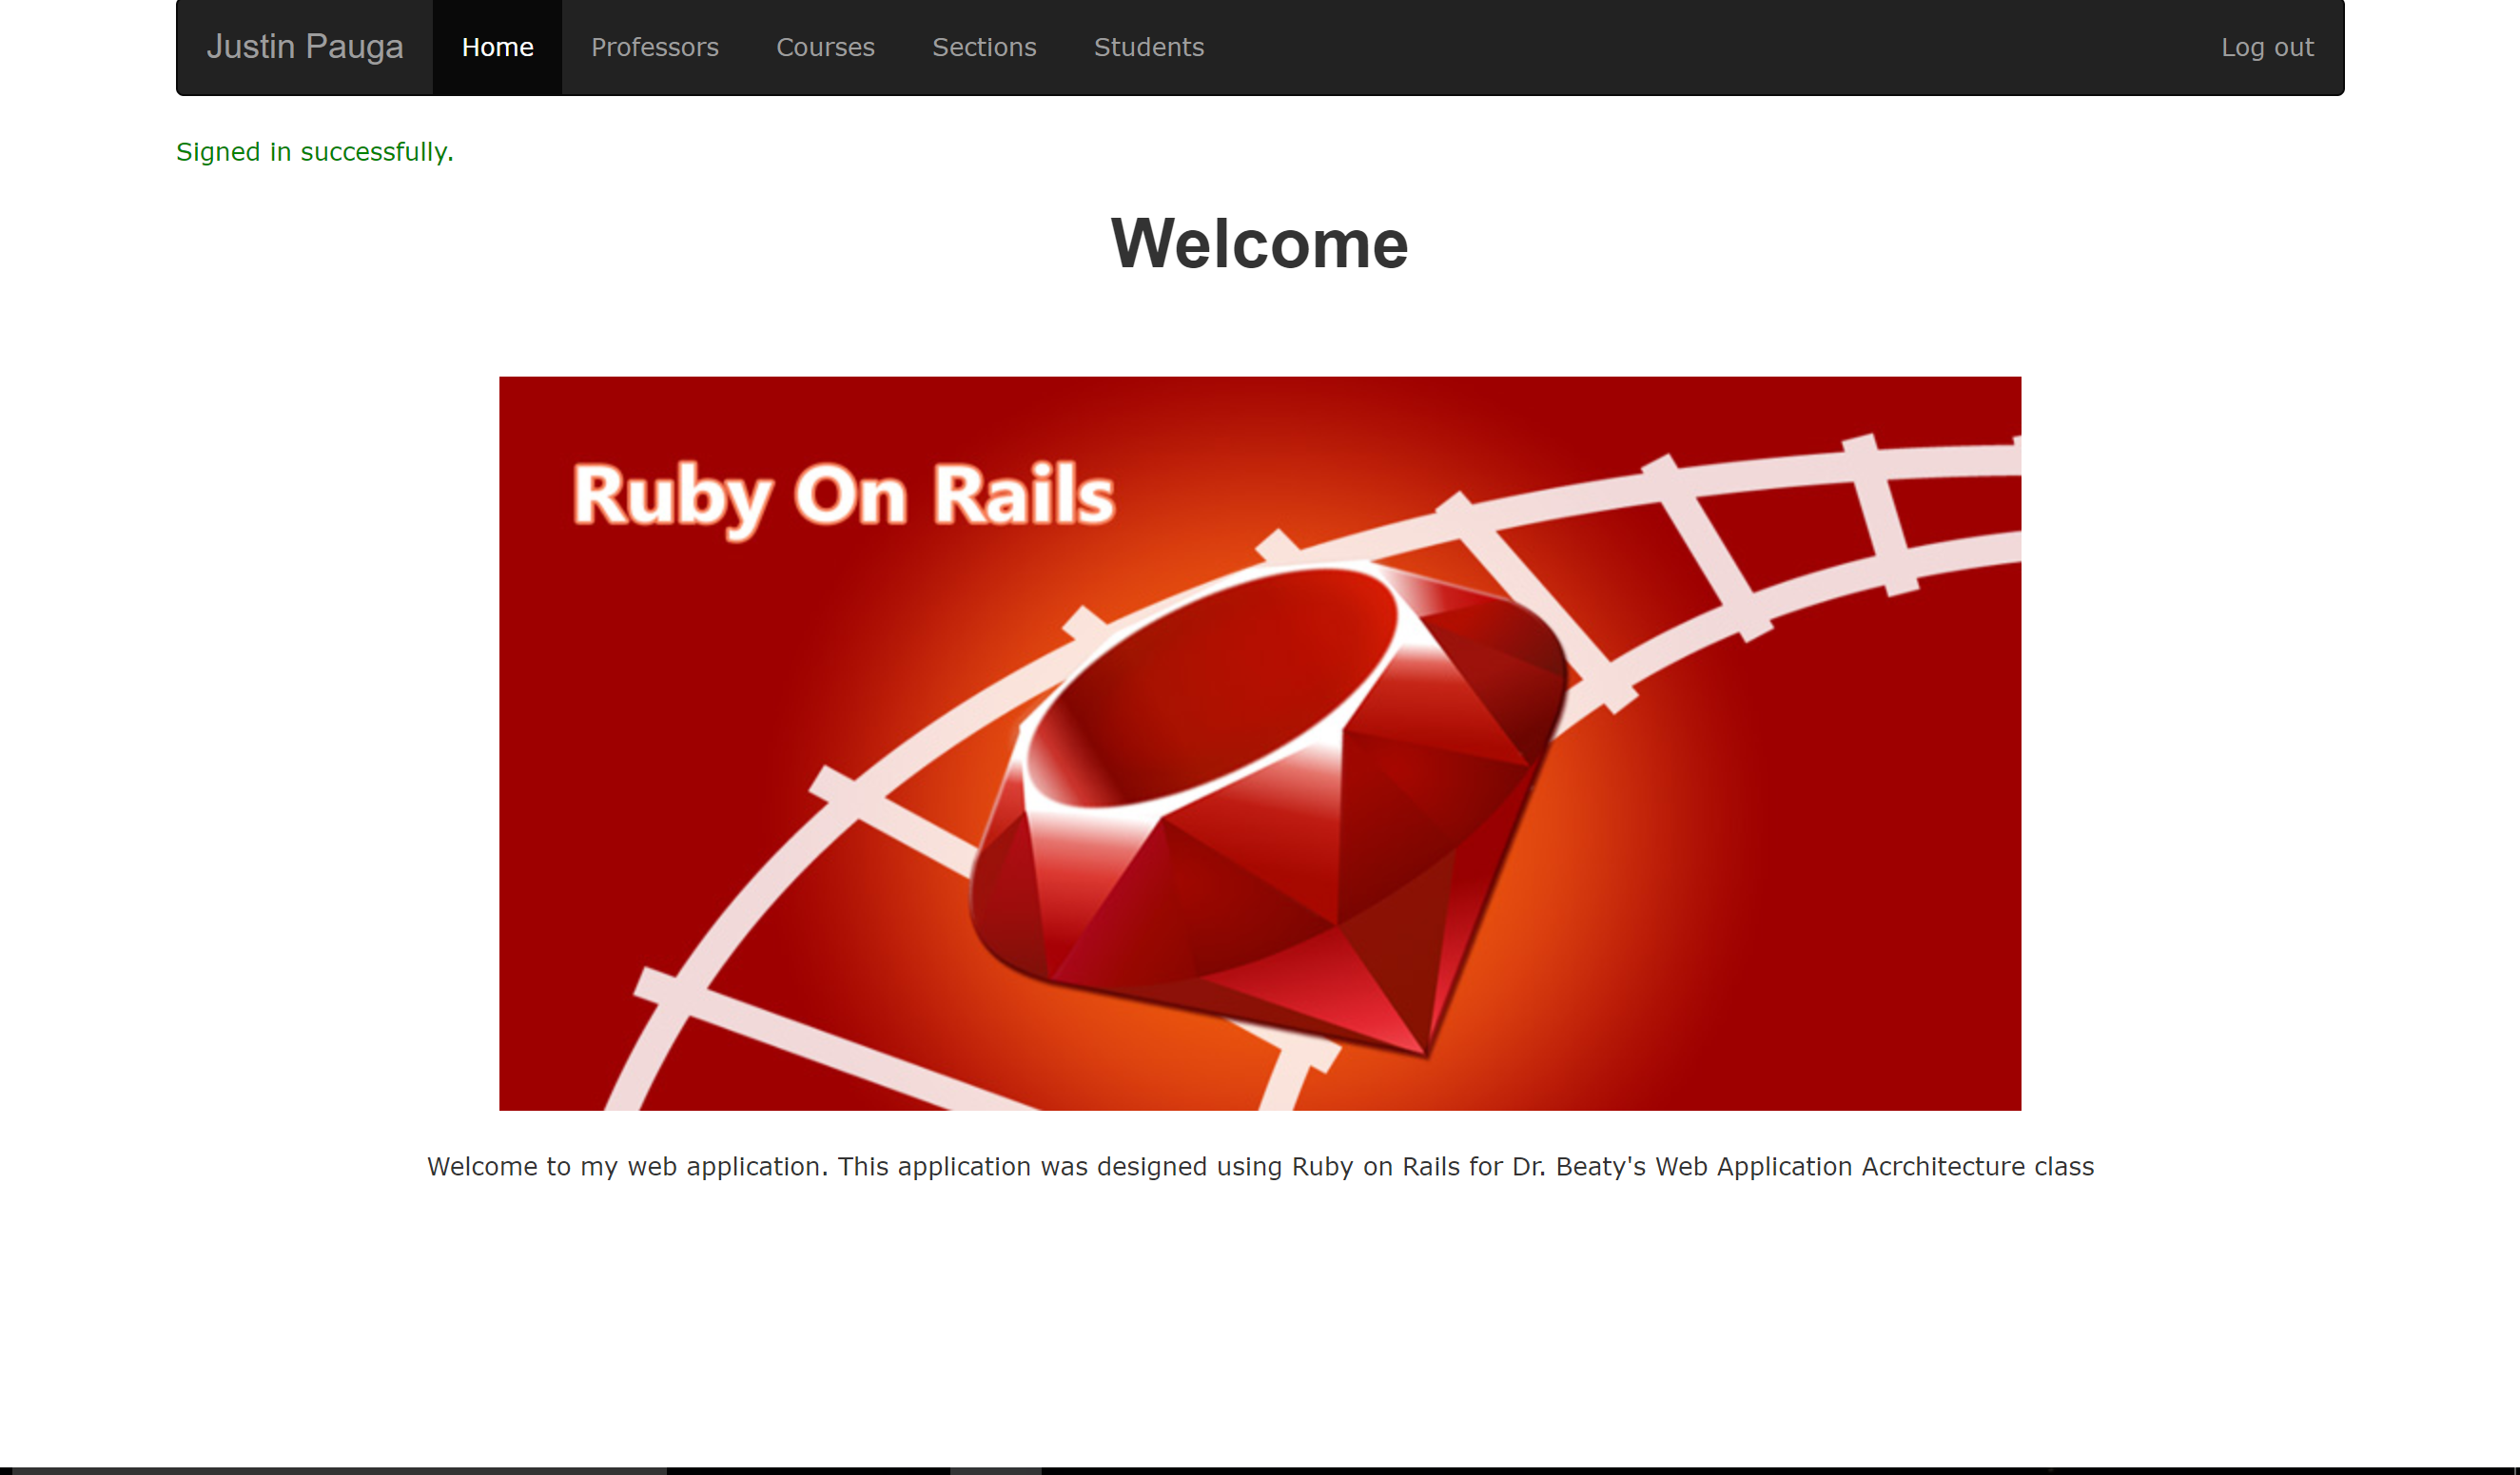 Justin Pauga Home Professors Courses Sections Students Log out
Signed in successfully.
Welcome
Ruby On Rails
Welcome to my web application. This application was designed using Ruby on Rails for Dr. Beaty's Web Application Acrchitecture class